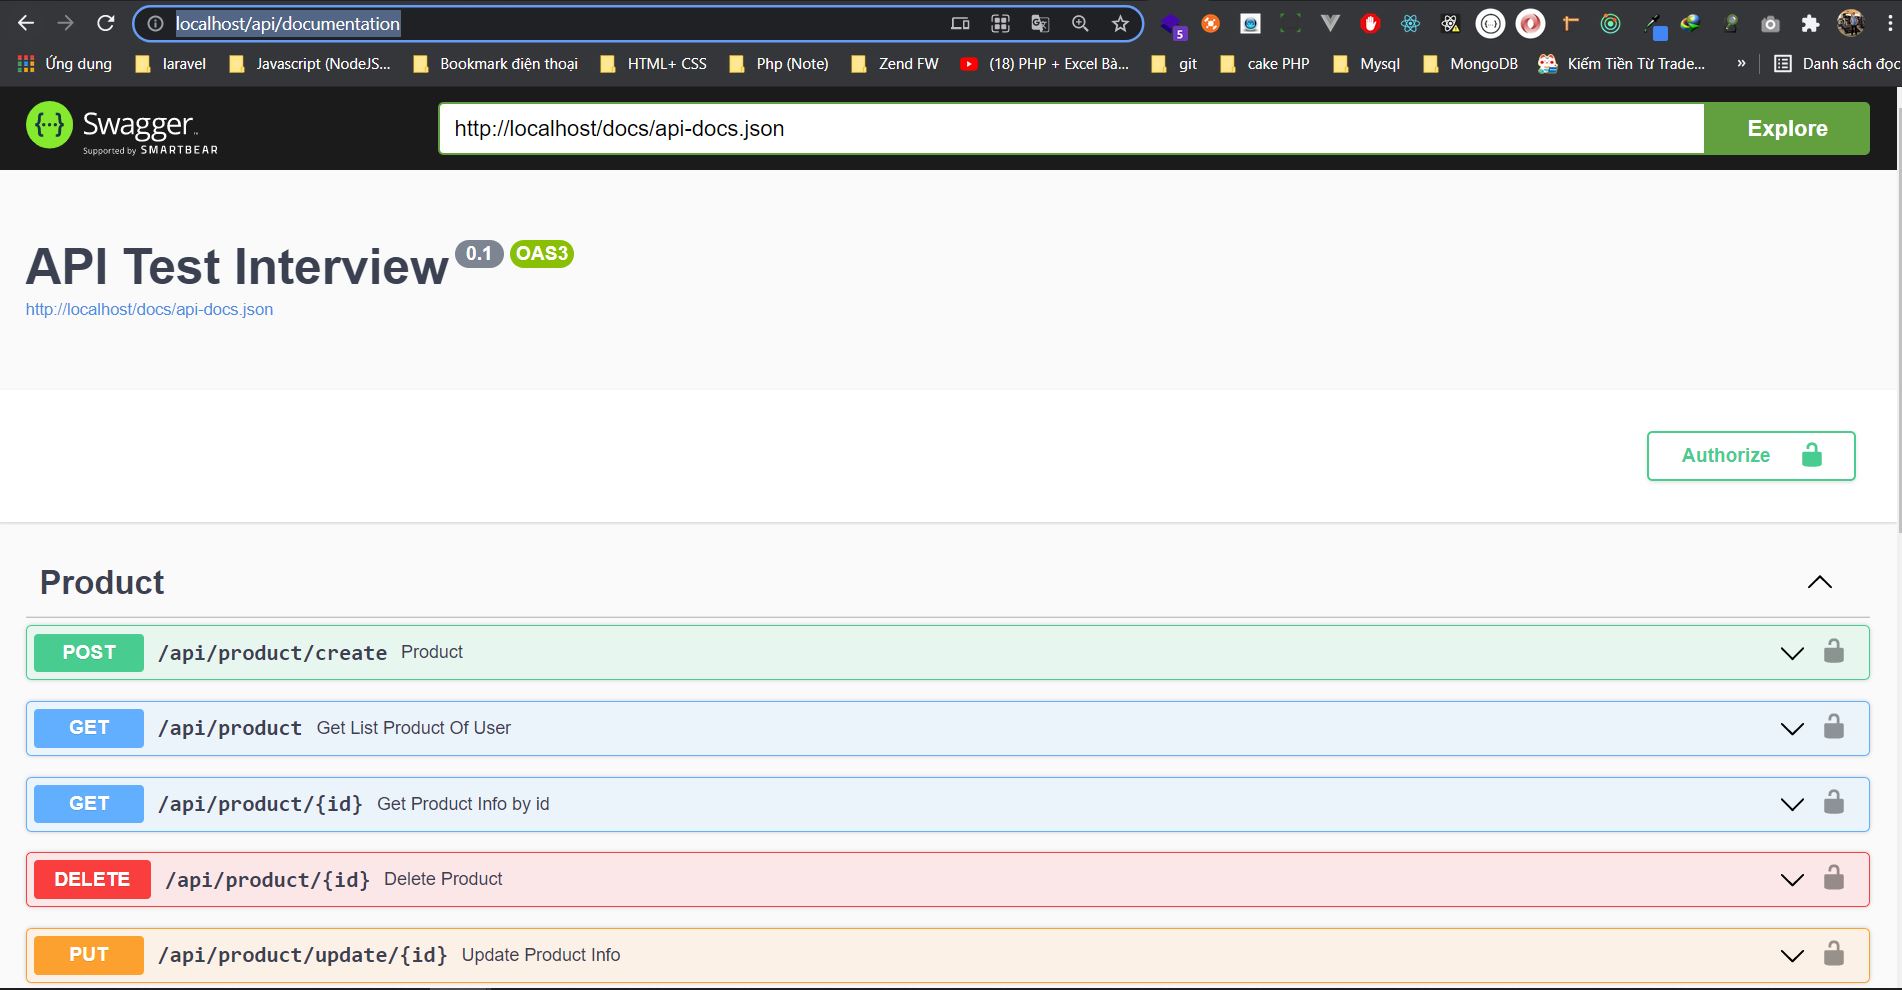 localhost/api/documentation
5
Ứng dụng laravel Javascript (NodeJS... Bookmark điện thoại HTML+ CSS Php (Note) Zend FW (18) PHP + Excel Bà... git cake PHP Mysql MongoDB Kiếm Tiền Từ Trade... » Danh sách đọc
Swagger™
Supported by SMARTBEAR
http://localhost/docs/api-docs.json Explore
API Test Interview 0.1 OAS3
http://localhost/docs/api-docs.json
Authorize
Product
POST /api/product/create Product
GET /api/product Get List Product Of User
GET /api/product/{id} Get Product Info by id
DELETE /api/product/{id} Delete Product
PUT /api/product/update/{id} Update Product Info